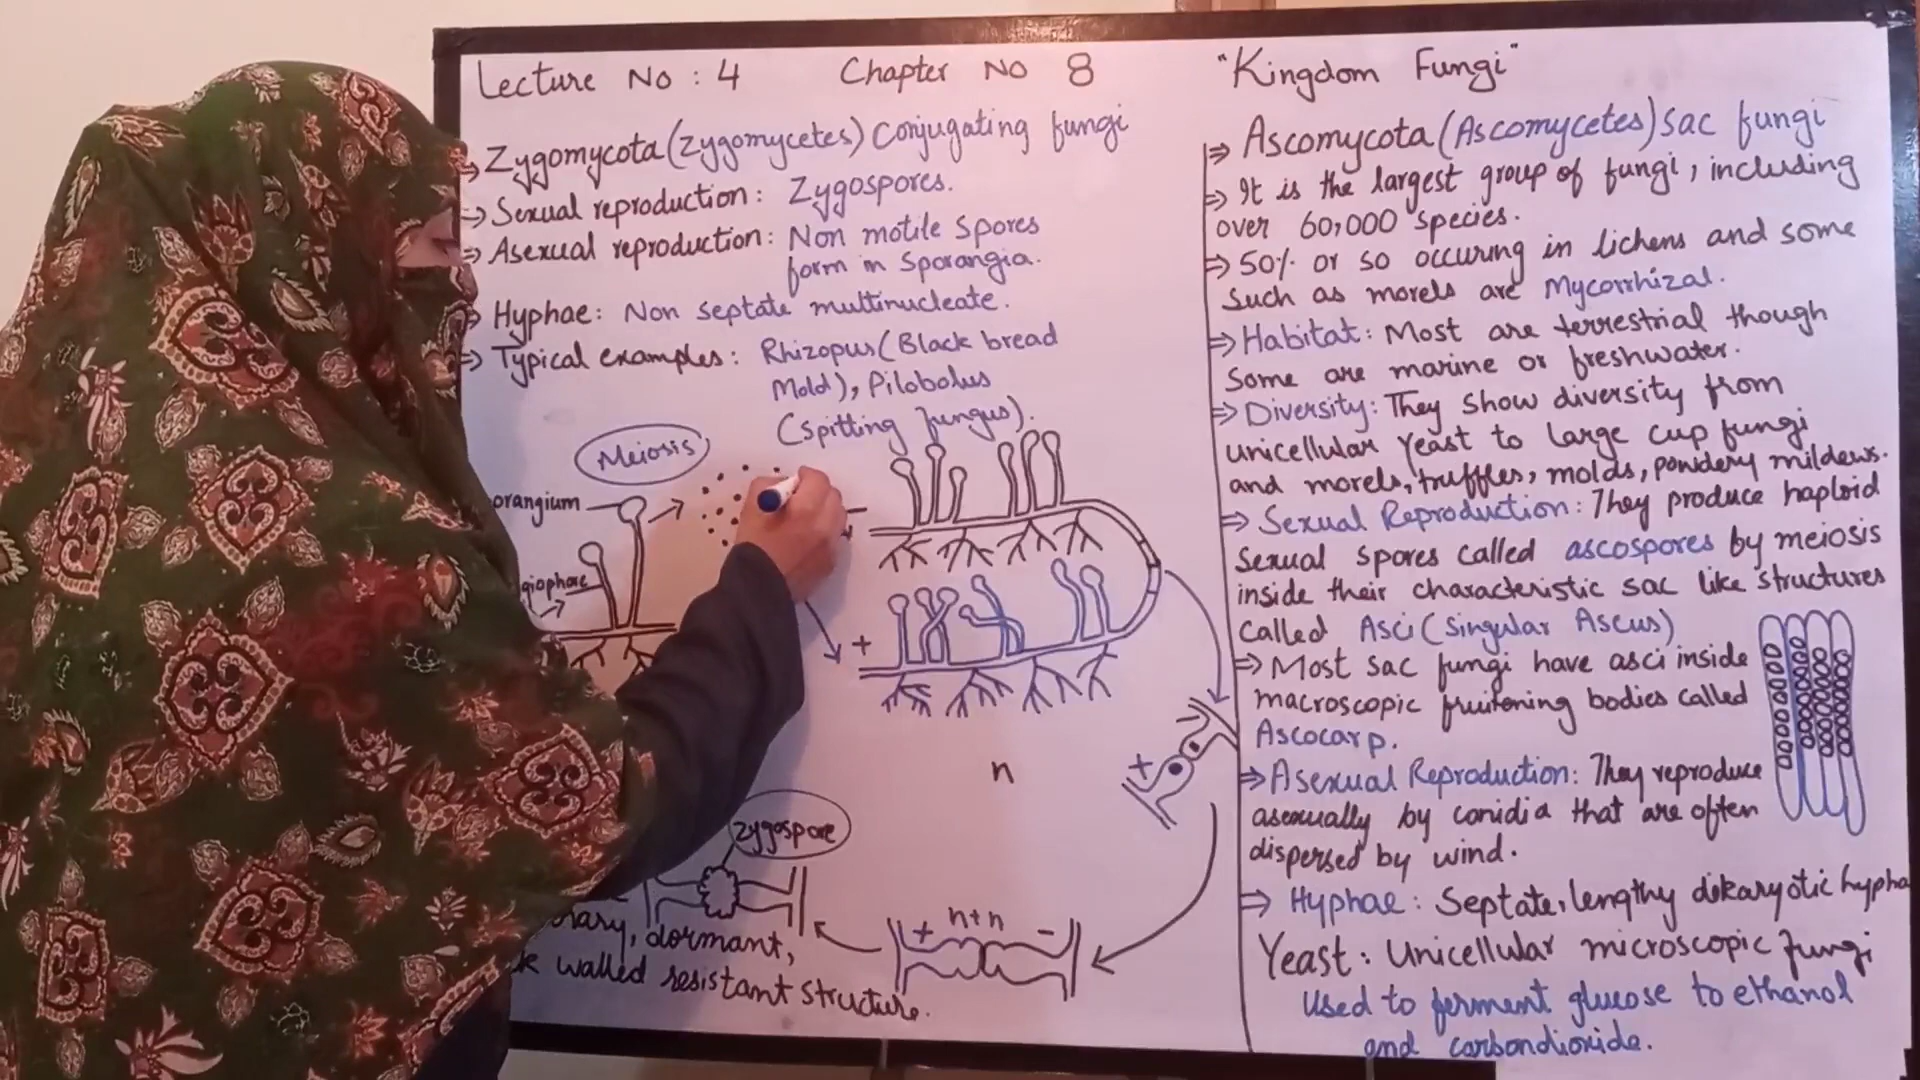 Lecture No : 4 Chapter No 8 "Kingdom Fungi"
⇒ Zygomycota (Zygomycetes) Conjugating fungi
⇒ Sexual reproduction : Zygospores.
⇒ Asexual reproduction : Non motile spores
form in sporangia.
⇒ Hyphae : Non septate multinucleate.
⇒ Typical examples : Rhizopus (Black bread
Mold), Pilobolus
(Spitting fungus).
Meiosis
orangium
giophore
-
+
n
+
zygospore
+ n+n -
orary, dormant,
k walled resistant structure.
⇒ Ascomycota (Ascomycetes) sac fungi
⇒ It is the largest group of fungi, including
over 60,000 species.
⇒ 50% or so occuring in lichens and some
such as morels are Mycorrhizal.
⇒ Habitat : Most are terrestrial though
some are marine or freshwater.
⇒ Diversity : They show diversity from
unicellular yeast to large cup fungi
and morels, truffles, molds, powdery mildews.
⇒ Sexual Reproduction : They produce haploid
sexual spores called ascospores by meiosis
inside their characteristic sac like structures
called Asci (Singular Ascus)
⇒ Most sac fungi have asci inside
macroscopic fruitening bodies called
Ascocarp.
⇒ Asexual Reproduction : They reproduce
asexually by conidia that are often
dispersed by wind.
⇒ Hyphae : Septate, lengthy dikaryotic hypha
Yeast : Unicellular microscopic fungi
used to ferment glucose to ethanol
and carbondioxide.